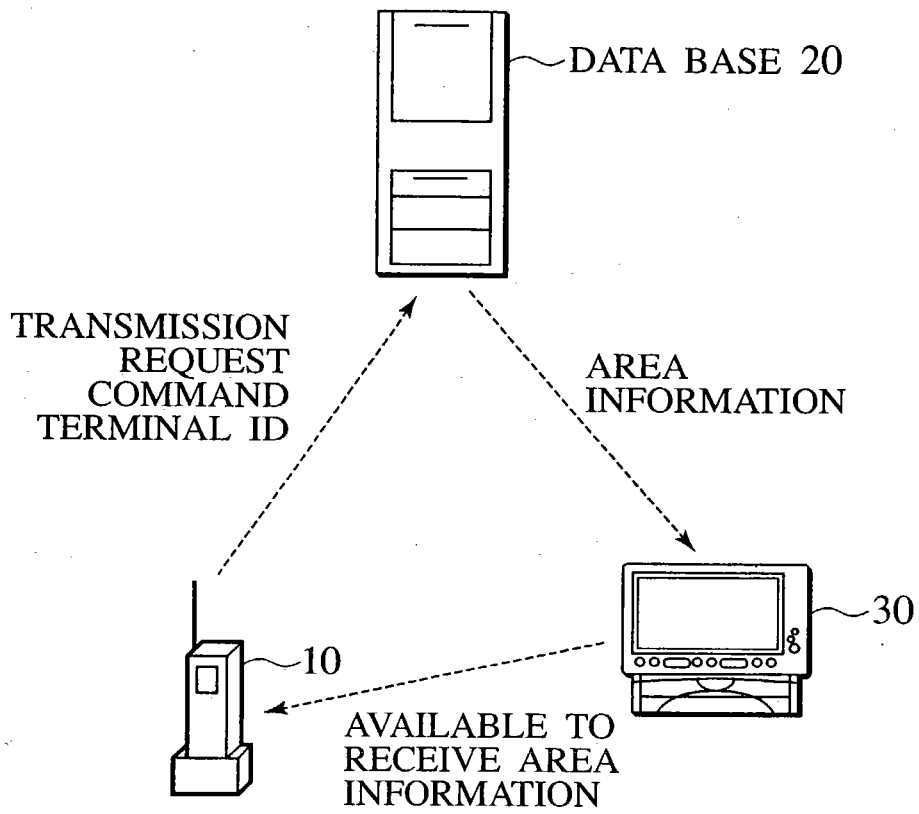 DATA BASE 20
TRANSMISSION
REQUEST
COMMAND
TERMINAL ID
AREA
INFORMATION
30
10
AVAILABLE TO
RECEIVE AREA
INFORMATION